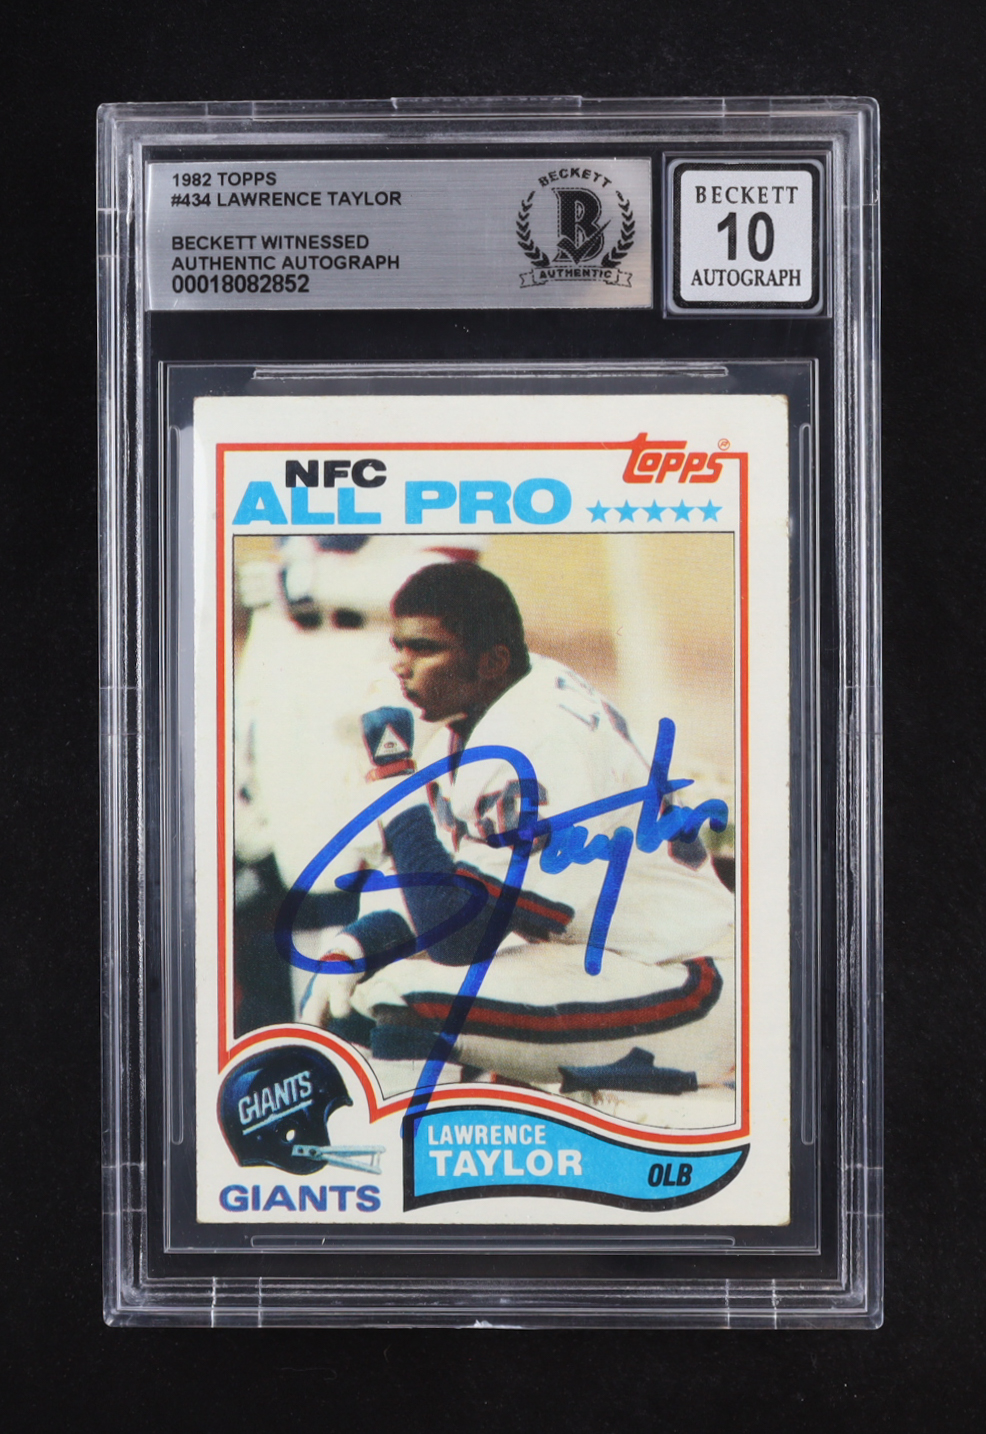 1982 TOPPS
#434 LAWRENCE TAYLOR
BECKETT WITNESSED
AUTHENTIC AUTOGRAPH
00018082852
BECKETT
B
AUTHENTIC
BECKETT
10
AUTOGRAPH
topps
NFC
ALL PRO
L Taylor
GIANTS
GIANTS
LAWRENCE
TAYLOR
OLB